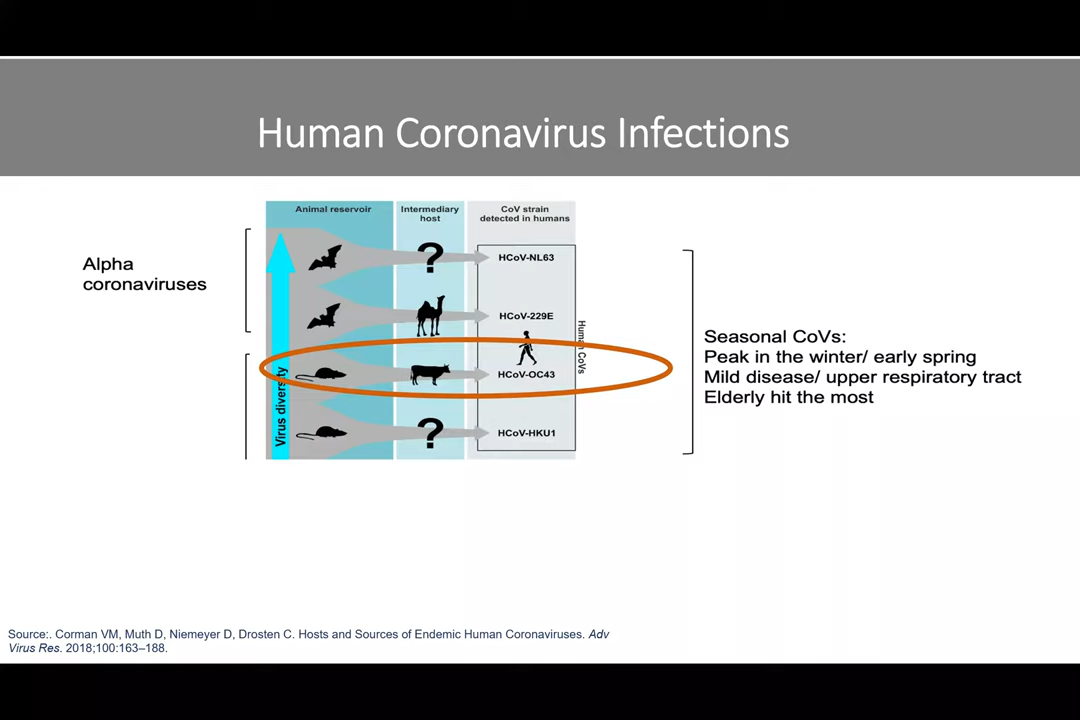 Human Coronavirus Infections
Animal reservoir
Intermediary
host
CoV strain
detected in humans
Alpha
coronaviruses
?
HCoV-NL63
HCoV-229E
HCoV-OC43
?
HCoV-HKU1
Virus diversity
Human CoVs
Seasonal CoVs:
Peak in the winter/ early spring
Mild disease/ upper respiratory tract
Elderly hit the most
Source:. Corman VM, Muth D, Niemeyer D, Drosten C. Hosts and Sources of Endemic Human Coronaviruses. Adv
Virus Res. 2018;100:163–188.